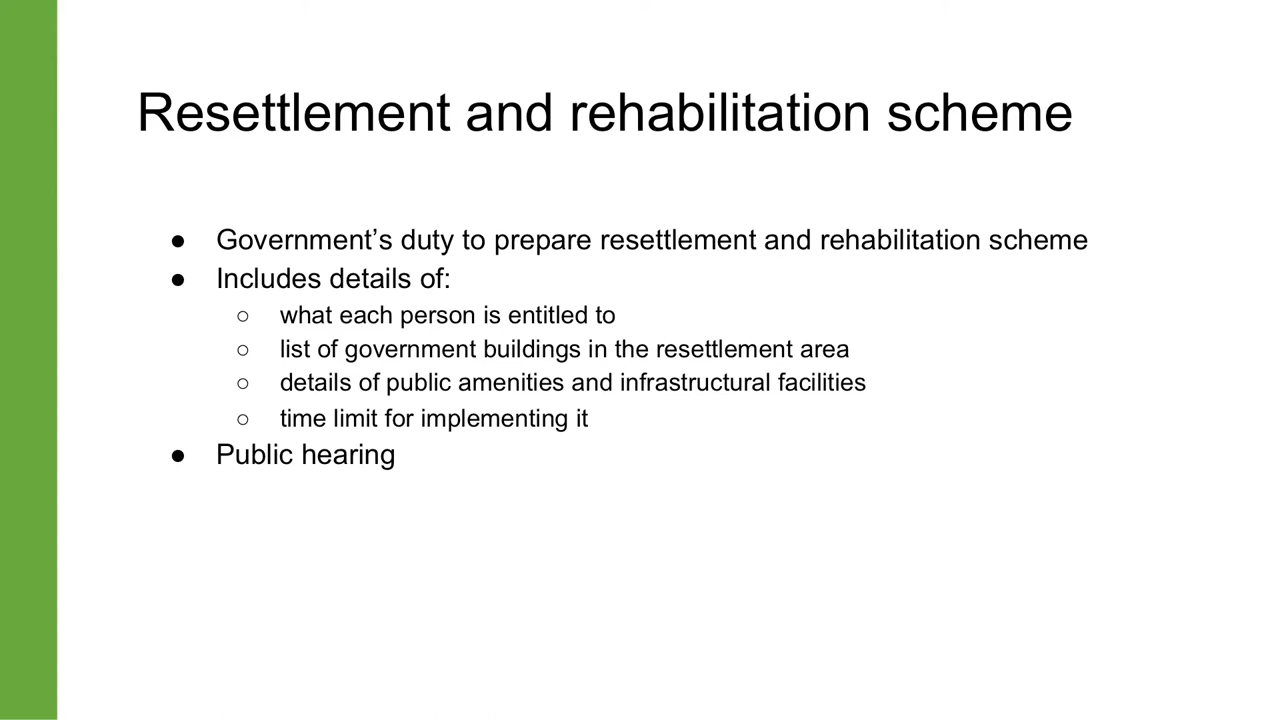 Resettlement and rehabilitation scheme
● Government’s duty to prepare resettlement and rehabilitation scheme
● Includes details of:
○ what each person is entitled to
○ list of government buildings in the resettlement area
○ details of public amenities and infrastructural facilities
○ time limit for implementing it
● Public hearing